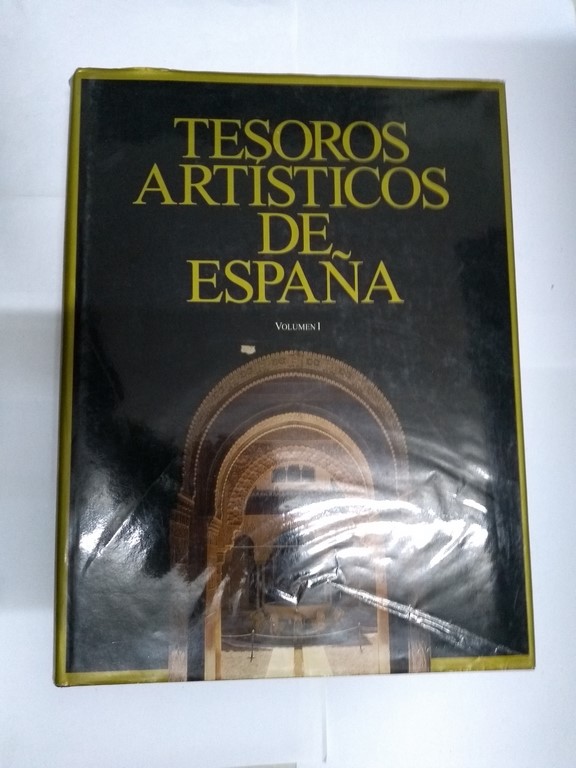 TESOROS
ARTÍSTICOS
DE
ESPAÑA
VOLUMEN I